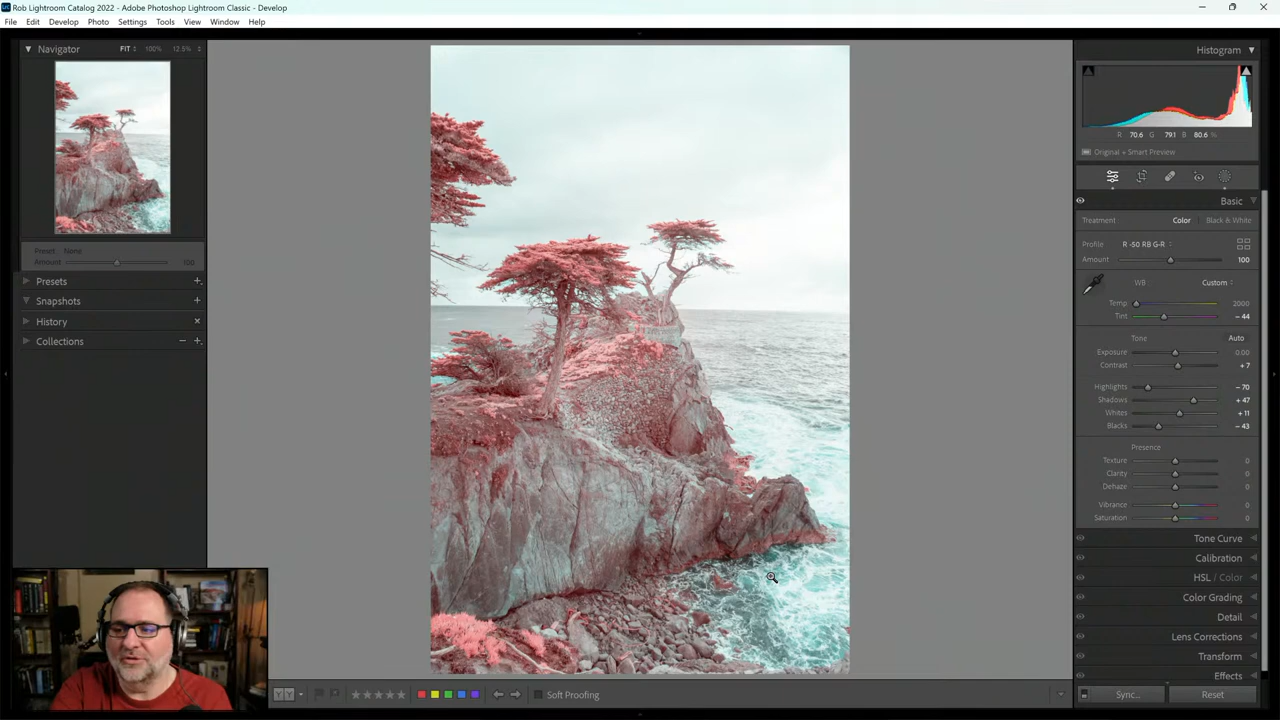 Rob Lightroom Catalog 2022 - Adobe Photoshop Lightroom Classic - Develop
File Edit Develop Photo Settings Tools View Window Help
Navigator FIT 100% 12.5%
Preset: None
Amount 100
Presets
Snapshots
History
Collections
Soft Proofing
Histogram
R 70.6 G 79.1 B 80.6 %
Original + Smart Preview
Basic
Treatment: Color Black & White
Profile R -50 RB G-R
Amount 100
WB: Custom
Temp 2000
Tint - 44
Tone Auto
Exposure 0.00
Contrast + 7
Highlights - 70
Shadows + 47
Whites + 11
Blacks - 43
Presence
Texture 0
Clarity 0
Dehaze 0
Vibrance 0
Saturation 0
Tone Curve
Calibration
HSL / Color
Color Grading
Detail
Lens Corrections
Transform
Effects
Sync... Reset